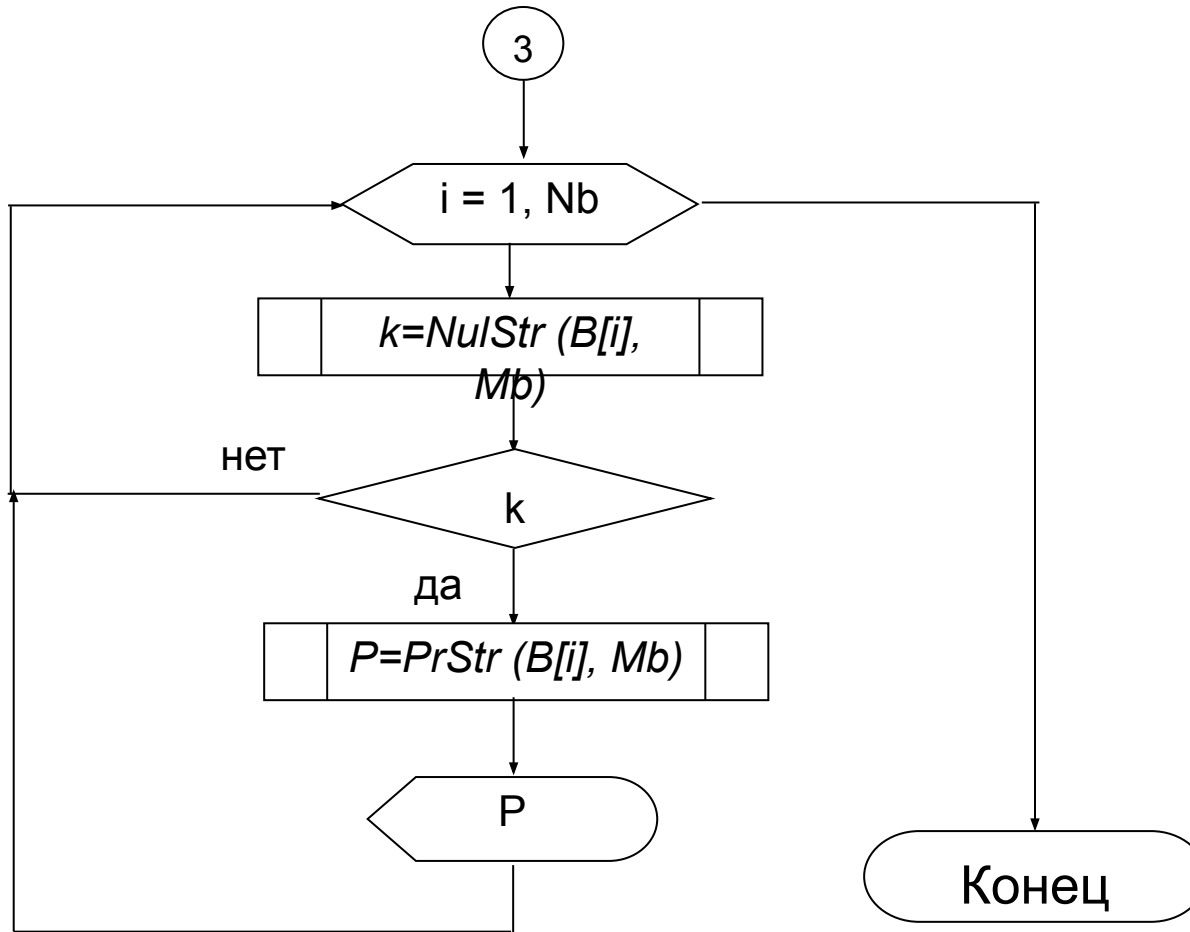 3
i = 1, Nb
k=NulStr (B[i],
Mb)
нет
k
да
P=PrStr (B[i], Mb)
P
Конец